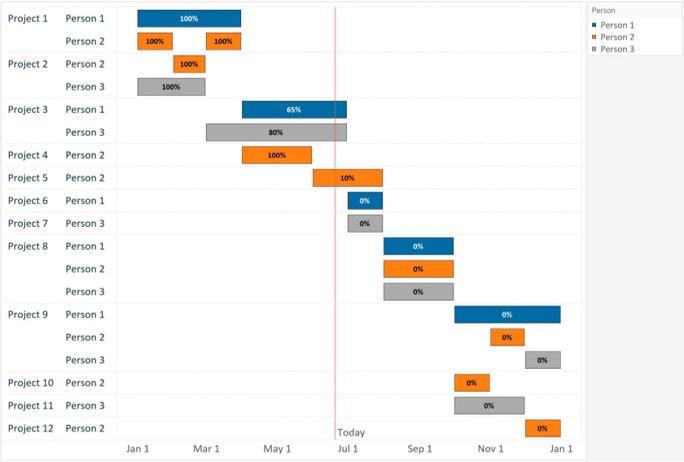 Person
Person 1
Person 2
Person 3
Project 1 Person 1 100%
Person 2 100% 100%
Project 2 Person 2 100%
Person 3 100%
Project 3 Person 1 65%
Person 3 80%
Project 4 Person 2 100%
Project 5 Person 2 10%
Project 6 Person 1 0%
Project 7 Person 3 0%
Project 8 Person 1 0%
Person 2 0%
Person 3 0%
Project 9 Person 1 0%
Person 2 0%
Person 3 0%
Project 10 Person 2 0%
Project 11 Person 3 0%
Project 12 Person 2 0%
Today
Jan 1 Mar 1 May 1 Jul 1 Sep 1 Nov 1 Jan 1